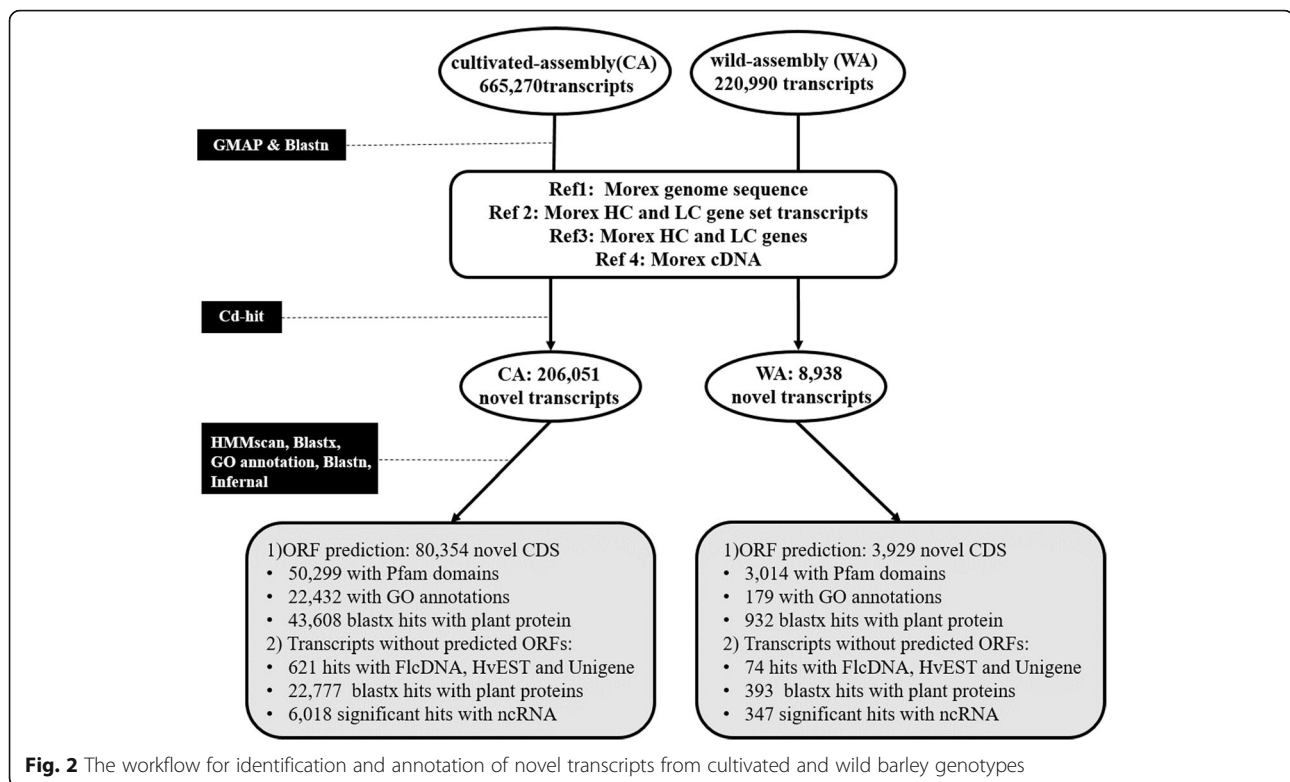 cultivated-assembly(CA)
665,270transcripts
wild-assembly (WA)
220,990 transcripts
GMAP & Blastn
Ref1: Morex genome sequence
Ref 2: Morex HC and LC gene set transcripts
Ref3: Morex HC and LC genes
Ref 4: Morex cDNA
Cd-hit
CA: 206,051
novel transcripts
WA: 8,938
novel transcripts
HMMscan, Blastx,
GO annotation, Blastn,
Infernal
1)ORF prediction: 80,354 novel CDS
• 50,299 with Pfam domains
• 22,432 with GO annotations
• 43,608 blastx hits with plant protein
2) Transcripts without predicted ORFs:
• 621 hits with FlcDNA, HvEST and Unigene
• 22,777 blastx hits with plant proteins
• 6,018 significant hits with ncRNA
1)ORF prediction: 3,929 novel CDS
• 3,014 with Pfam domains
• 179 with GO annotations
• 932 blastx hits with plant protein
2) Transcripts without predicted ORFs:
• 74 hits with FlcDNA, HvEST and Unigene
• 393 blastx hits with plant proteins
• 347 significant hits with ncRNA
Fig. 2 The workflow for identification and annotation of novel transcripts from cultivated and wild barley genotypes